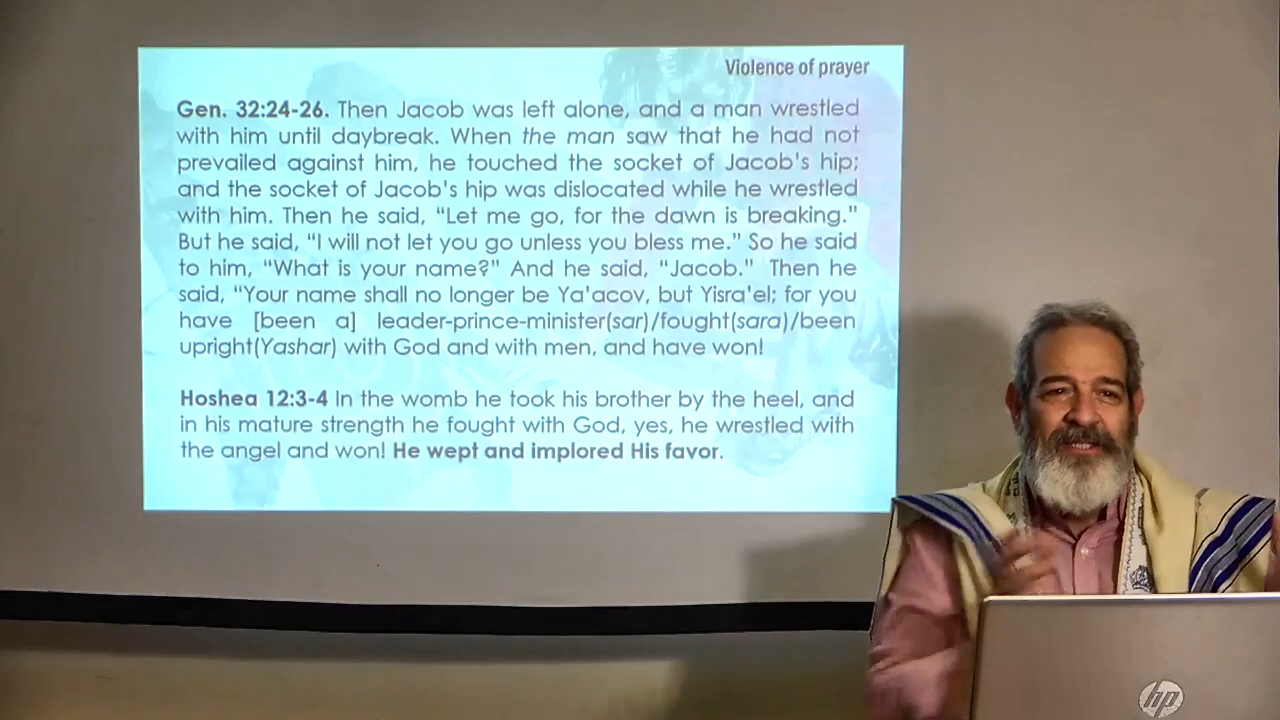 Violence of prayer
Gen. 32:24-26. Then Jacob was left alone, and a man wrestled
with him until daybreak. When the man saw that he had not
prevailed against him, he touched the socket of Jacob's hip;
and the socket of Jacob's hip was dislocated while he wrestled
with him. Then he said, “Let me go, for the dawn is breaking.”
But he said, “I will not let you go unless you bless me.” So he said
to him, “What is your name?” And he said, “Jacob.” Then he
said, “Your name shall no longer be Ya'acov, but Yisra'el; for you
have [been a] leader-prince-minister(sar)/fought(sara)/been
upright(Yashar) with God and with men, and have won!
Hoshea 12:3-4 In the womb he took his brother by the heel, and
in his mature strength he fought with God, yes, he wrestled with
the angel and won! He wept and implored His favor.
hp